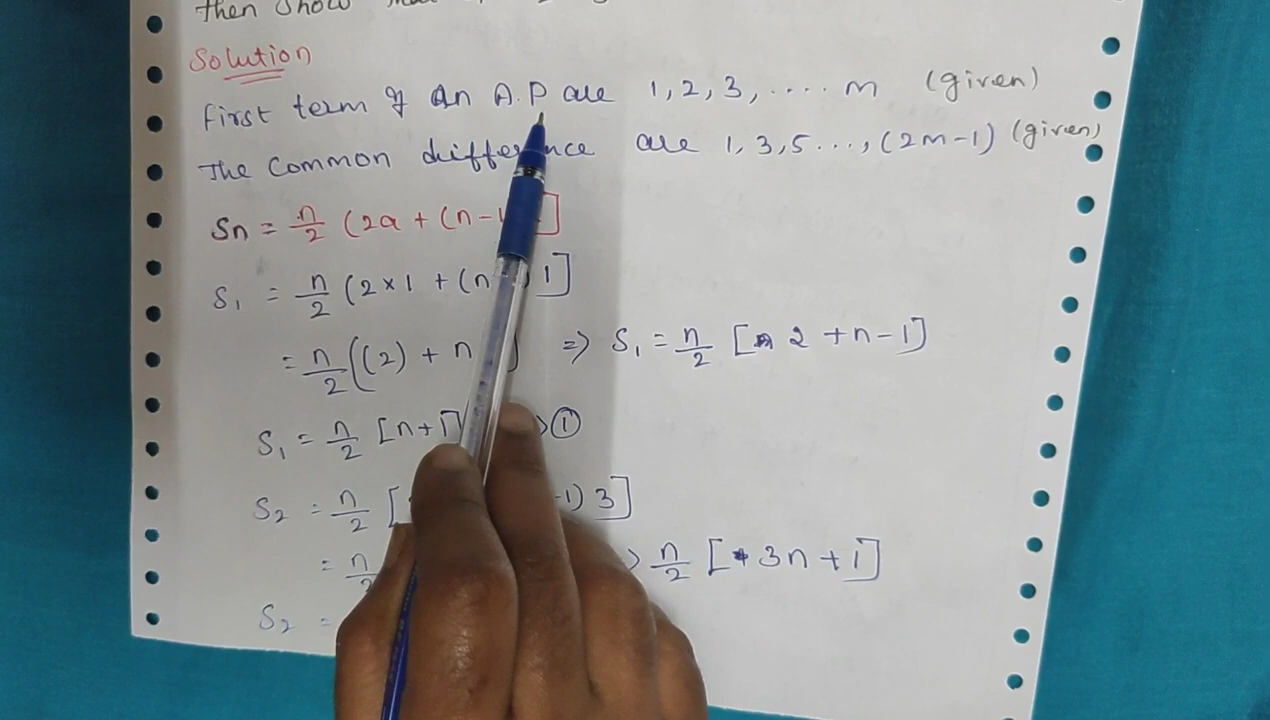 then show
Solution
First term of an A.P are 1, 2, 3, .... m (given)
The Common difference are 1, 3, 5 ..., (2m-1) (given)
Sn = n/2 (2a + (n-1 ]
S1 = n/2 (2×1 + (n 1]
= n/2 ((2) + n ) => S1 = n/2 [ 2 + n - 1]
S1 = n/2 [n+1] > ①
S2 = n/2 [ -1) 3]
= n > n/2 [ 3n + 1]
S2 =